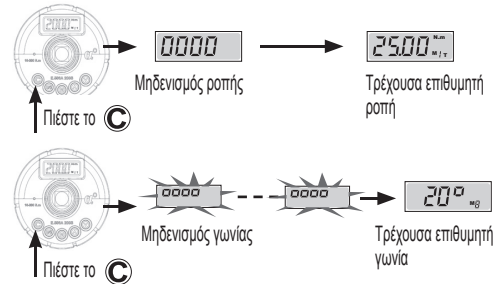 0000
25.00 N.m M/T
Μηδενισμός ροπής
Τρέχουσα επιθυμητή
ροπή
Πιέστε το C
0000
0000
20° M8
Μηδενισμός γωνίας
Τρέχουσα επιθυμητή
γωνία
Πιέστε το C